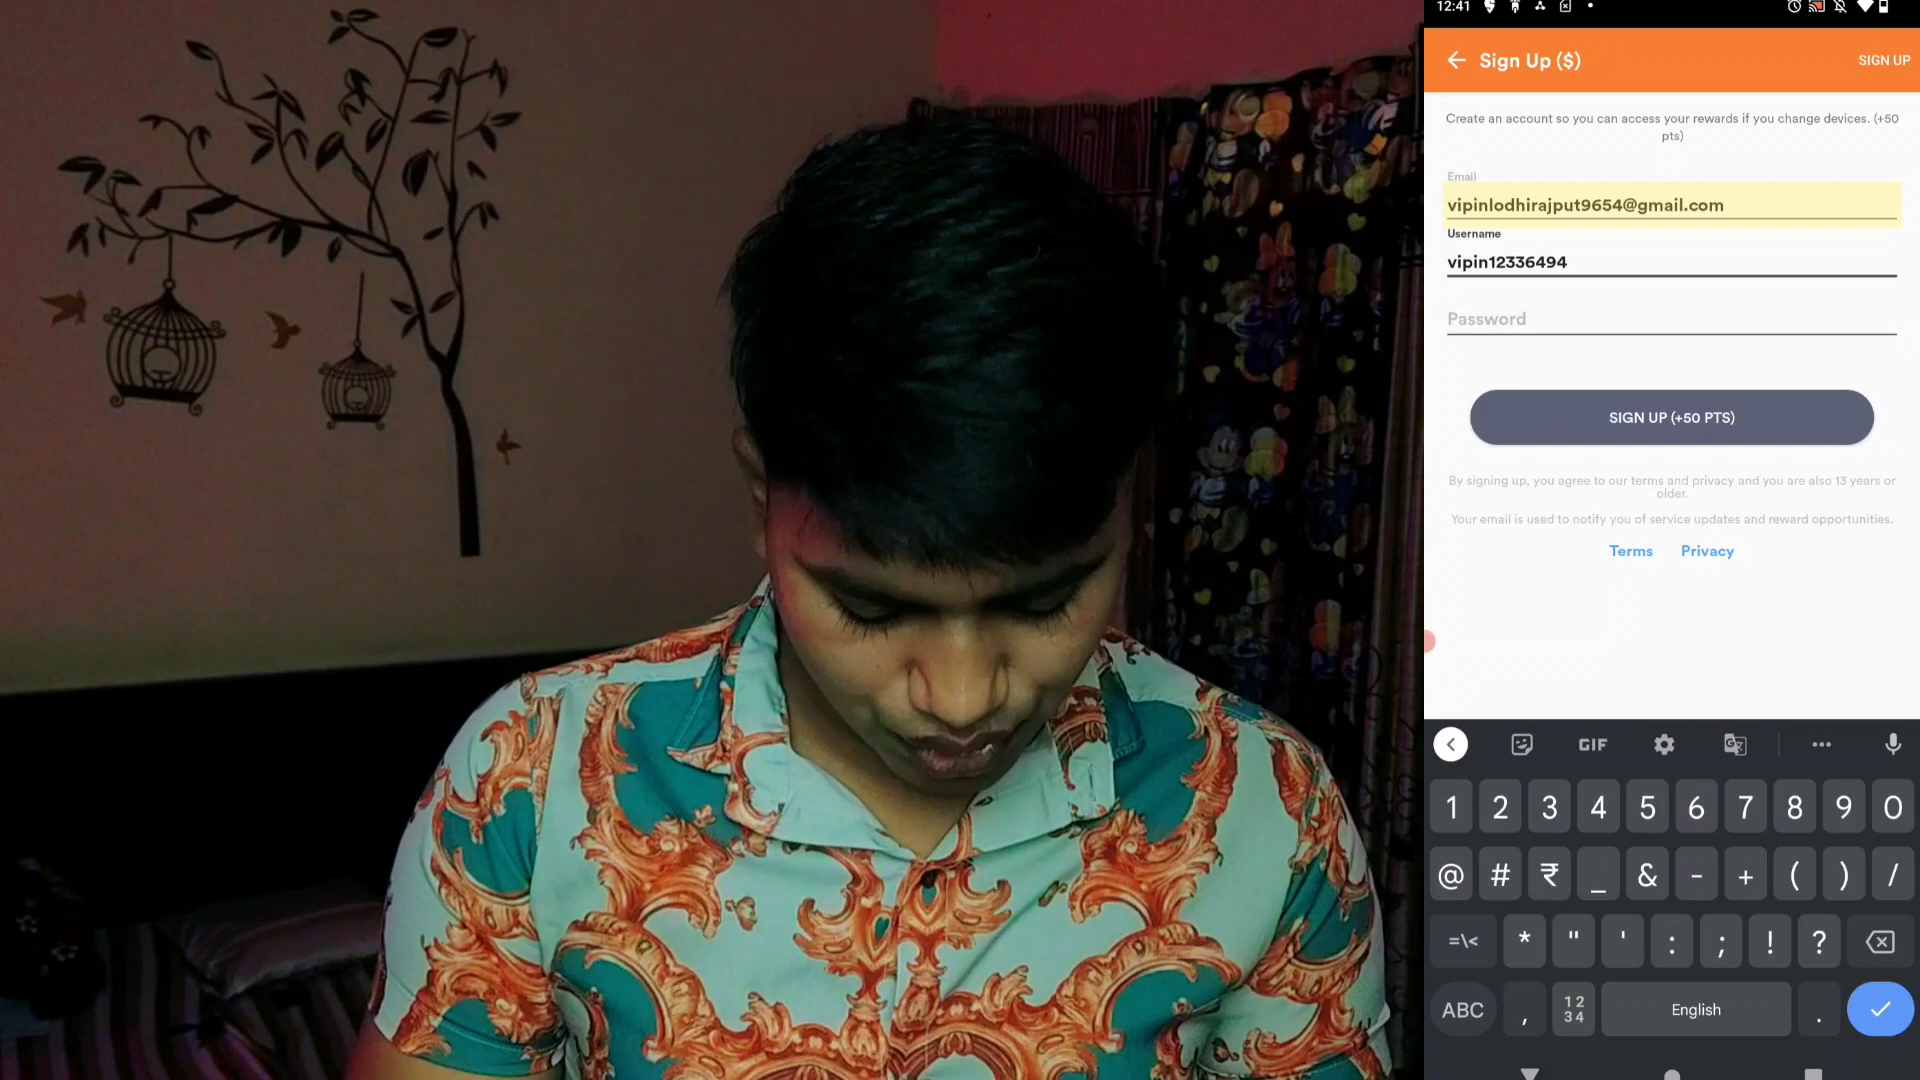 12:41
Sign Up ($)
SIGN UP
Create an account so you can access your rewards if you change devices. (+50
pts)
Email
vipinlodhirajput9654@gmail.com
Username
vipin12336494
Password
SIGN UP (+50 PTS)
By signing up, you agree to our terms and privacy and you are also 13 years or
older.
Your email is used to notify you of service updates and reward opportunities.
Terms Privacy
GIF
1 2 3 4 5 6 7 8 9 0
@ # ₹ _ & - + ( ) /
=\< * " ' : ; ! ?
ABC , 12 34 English .